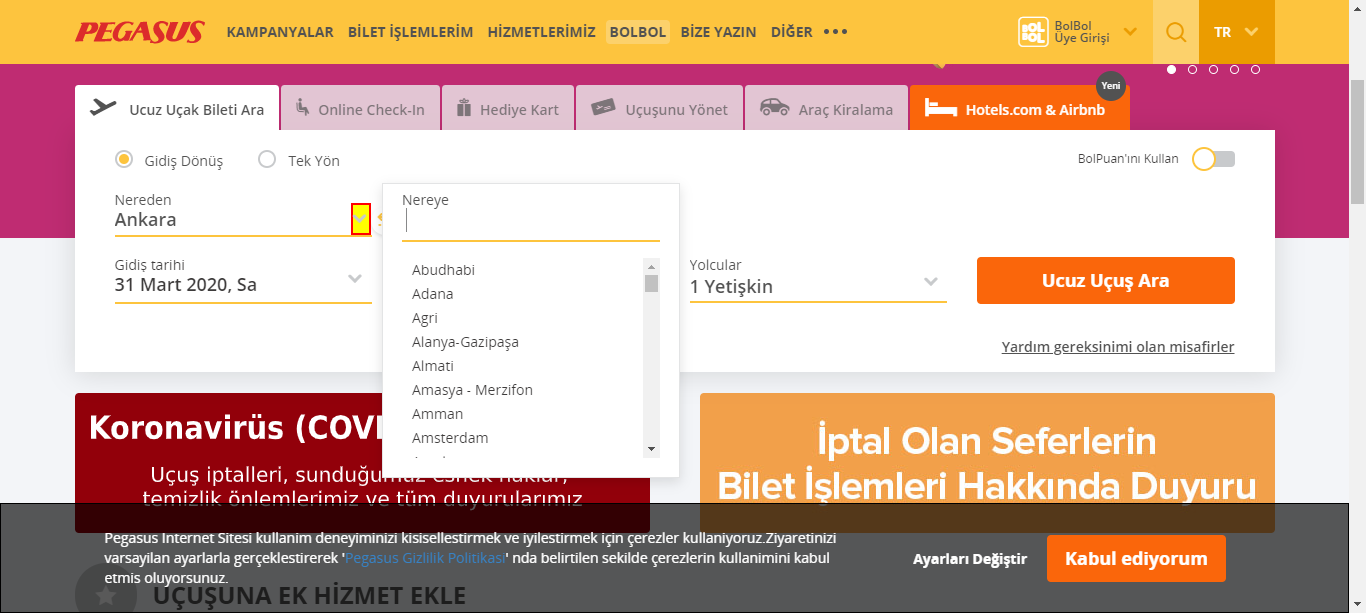 PEGASUS KAMPANYALAR BİLET İŞLEMLERİM HİZMETLERİMİZ BOLBOL BİZE YAZIN DİĞER ••• BOL BOL BolBol Üye Girişi TR
Yeni
Ucuz Uçak Bileti Ara Online Check-In Hediye Kart Uçuşunu Yönet Araç Kiralama Hotels.com & Airbnb
Gidiş Dönüş Tek Yön BolPuan'ını Kullan
Nereden
Ankara
Nereye
Gidiş tarihi
31 Mart 2020, Sa
Abudhabi
Adana
Agri
Alanya-Gazipaşa
Almati
Amasya - Merzifon
Amman
Amsterdam
Yolcular
1 Yetişkin
Ucuz Uçuş Ara
Yardım gereksinimi olan misafirler
Koronavirüs (COVI
Uçuş iptalleri, sunduğumuz esnek haklar,
temizlik önlemlerimiz ve tüm duyurularımız
İptal Olan Seferlerin
Bilet İşlemleri Hakkında Duyuru
Pegasus Internet Sitesi kullanim deneyiminizi kisisellestirmek ve iyilestirmek için çerezler kullaniyoruz.Ziyaretinizi
varsayilan ayarlarla gerçeklestirerek 'Pegasus Gizlilik Politikasi' nda belirtilen sekilde çerezlerin kullanimini kabul
etmis oluyorsunuz.
Ayarları Değiştir
Kabul ediyorum
UÇUŞUNA EK HİZMET EKLE